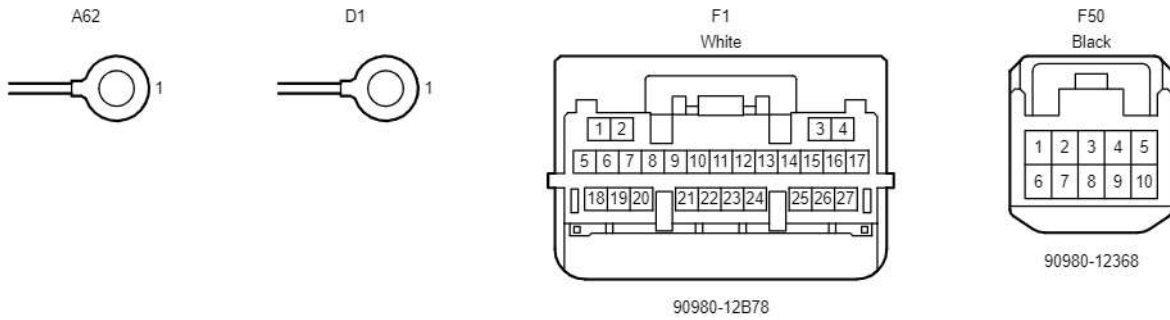 A62
D1
F1
F50
White
Black
1
1
1 2 3 4
5 6 7 8 9 10 11 12 13 14 15 16 17
18 19 20 21 22 23 24 25 26 27
1 2 3 4 5
6 7 8 9 10
90980-12368
90980-12B78